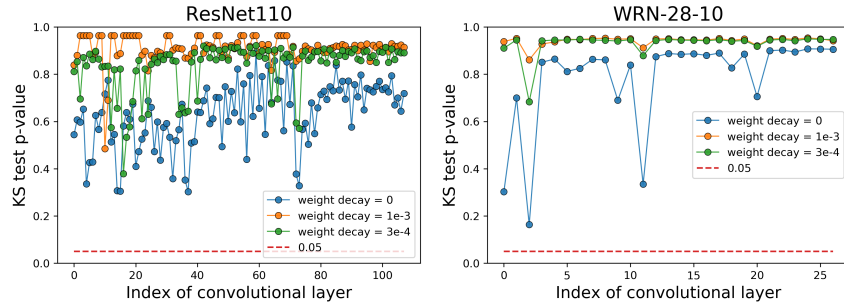 ResNet110
KS test p-value
1.0
0.8
0.6
0.4
0.2
0.0
weight decay = 0
weight decay = 1e-3
weight decay = 3e-4
0.05
0 20 40 60 80 100
Index of convolutional layer
WRN-28-10
KS test p-value
1.0
0.8
0.6
0.4
0.2
0.0
weight decay = 0
weight decay = 1e-3
weight decay = 3e-4
0.05
0 5 10 15 20 25
Index of convolutional layer